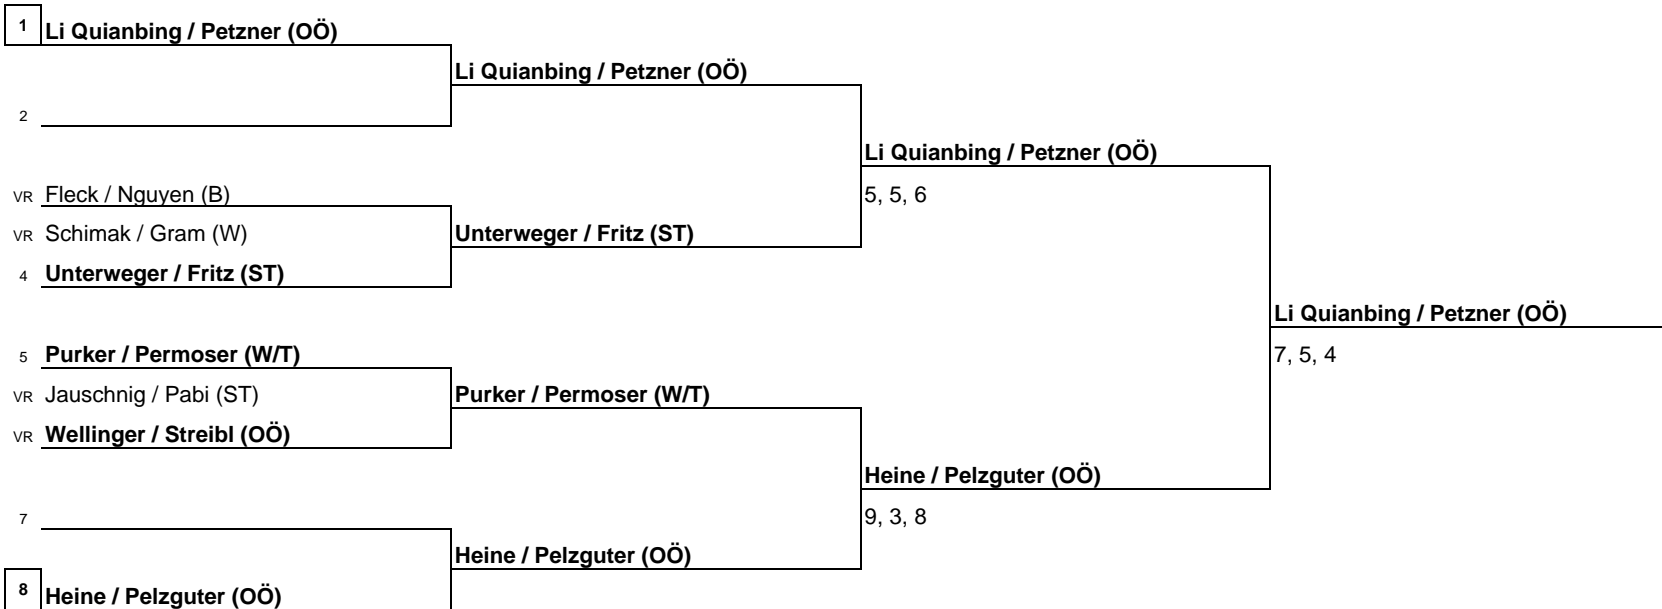 1 Li Quianbing / Petzner (OÖ)
Li Quianbing / Petzner (OÖ)
2
Li Quianbing / Petzner (OÖ)
VR Fleck / Nguyen (B)
5, 5, 6
VR Schimak / Gram (W)
Unterweger / Fritz (ST)
4 Unterweger / Fritz (ST)
Li Quianbing / Petzner (OÖ)
5 Purker / Permoser (W/T)
7, 5, 4
VR Jauschnig / Pabi (ST)
Purker / Permoser (W/T)
VR Wellinger / Streibl (OÖ)
Heine / Pelzguter (OÖ)
7
9, 3, 8
Heine / Pelzguter (OÖ)
8 Heine / Pelzguter (OÖ)